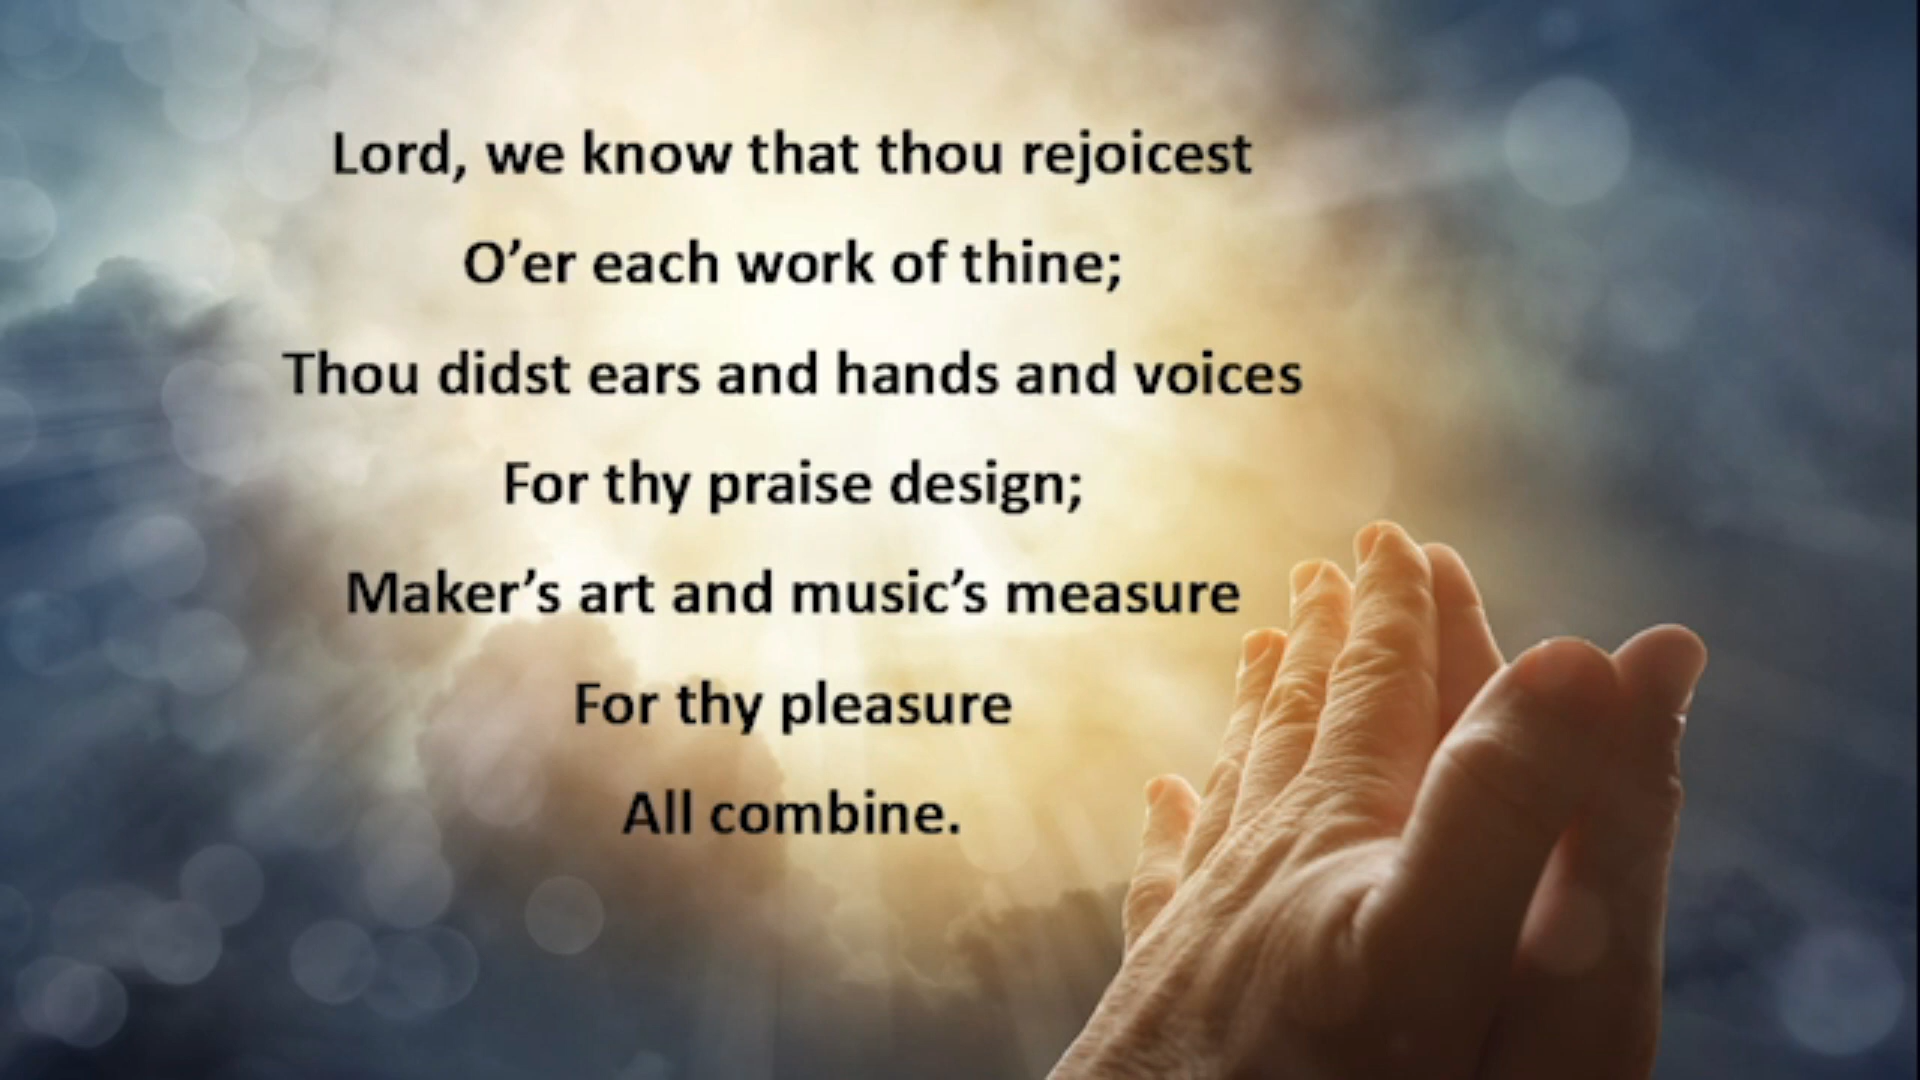 Lord, we know that thou rejoicest
O’er each work of thine;
Thou didst ears and hands and voices
For thy praise design;
Maker’s art and music’s measure
For thy pleasure
All combine.